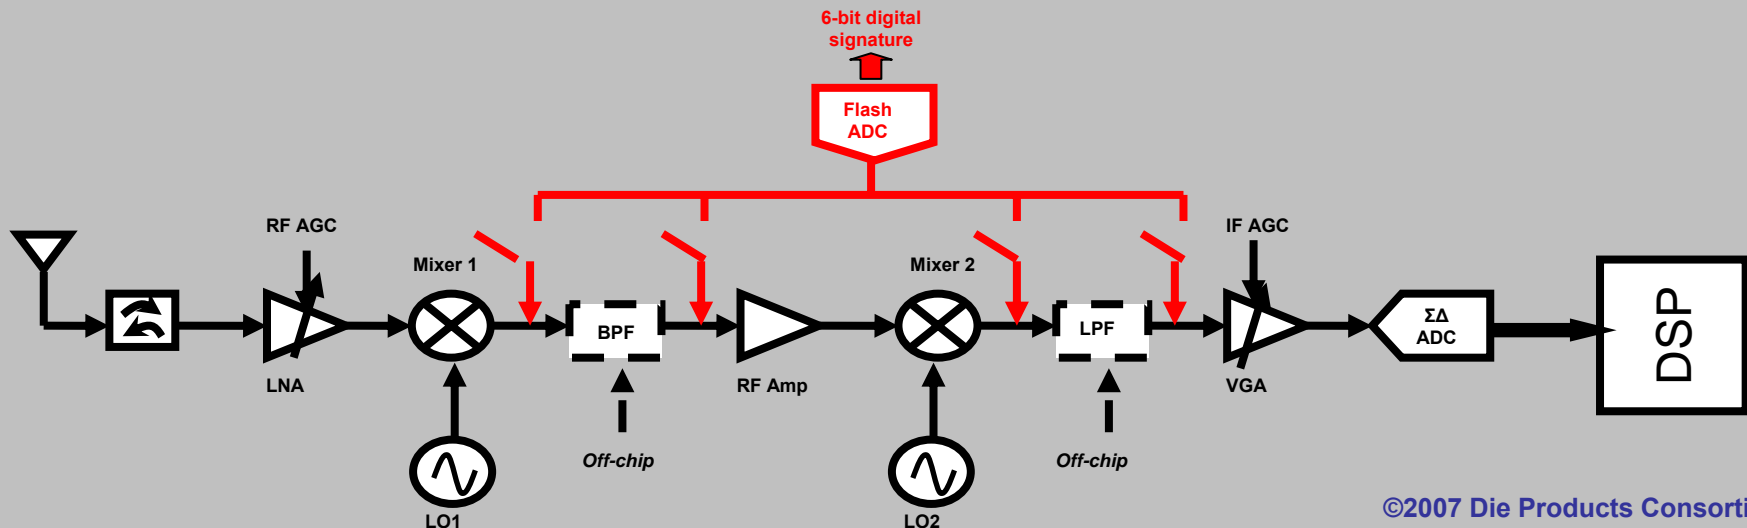 6-bit digital
signature
Flash
ADC
RF AGC
IF AGC
Mixer 1
Mixer 2
BPF
LPF
ΣΔ
ADC
DSP
LNA
RF Amp
VGA
Off-chip
Off-chip
LO1
LO2
©2007 Die Products Consorti